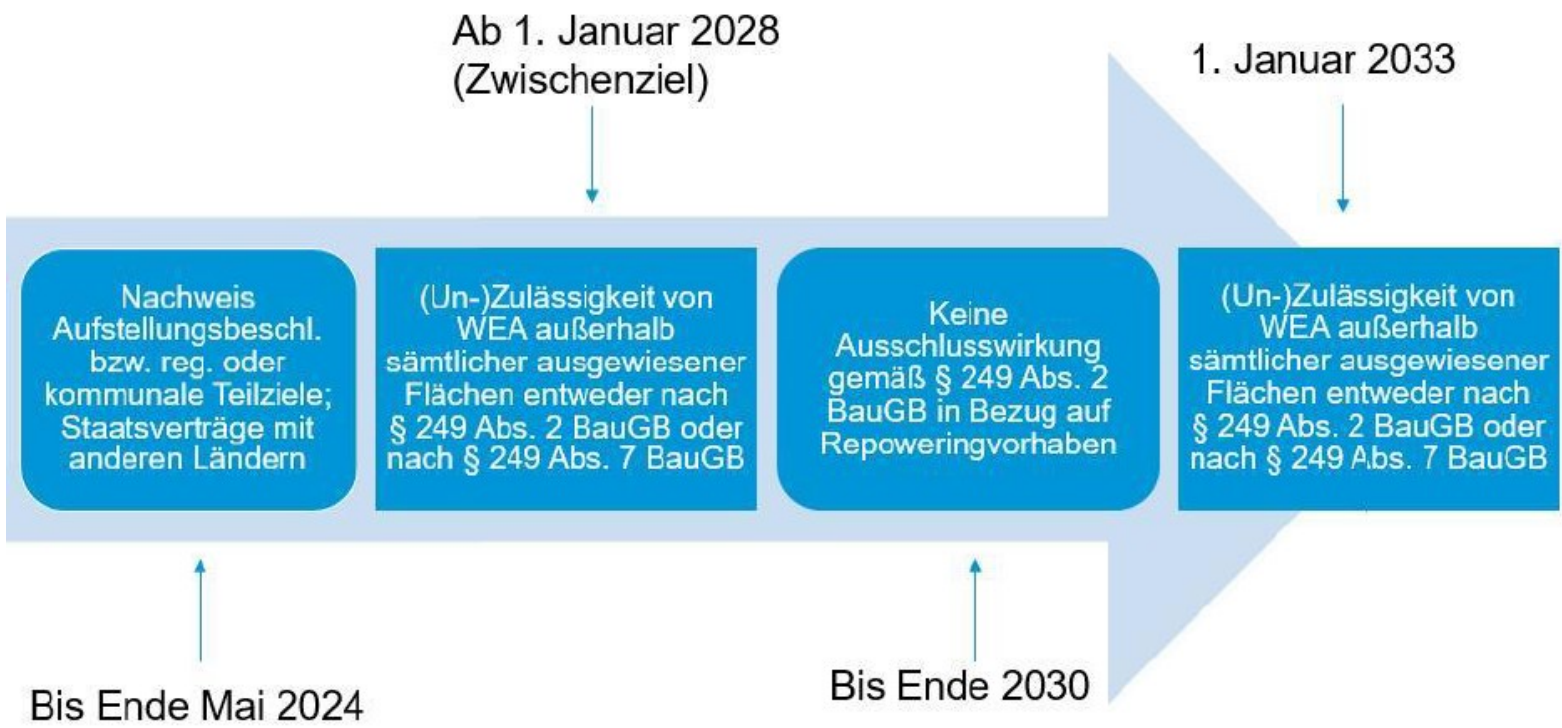 Ab 1. Januar 2028
(Zwischenziel)
1. Januar 2033
Nachweis
Aufstellungsbeschl.
bzw. reg. oder
kommunale Teilziele;
Staatsverträge mit
anderen Ländern
(Un-)Zulässigkeit von
WEA außerhalb
sämtlicher ausgewiesener
Flächen entweder nach
§ 249 Abs. 2 BauGB oder
nach § 249 Abs. 7 BauGB
Keine
Ausschlusswirkung
gemäß § 249 Abs. 2
BauGB in Bezug auf
Repoweringvorhaben
(Un-)Zulässigkeit von
WEA außerhalb
sämtlicher ausgewiesener
Flächen entweder nach
§ 249 Abs. 2 BauGB oder
nach § 249 Abs. 7 BauGB
Bis Ende Mai 2024
Bis Ende 2030